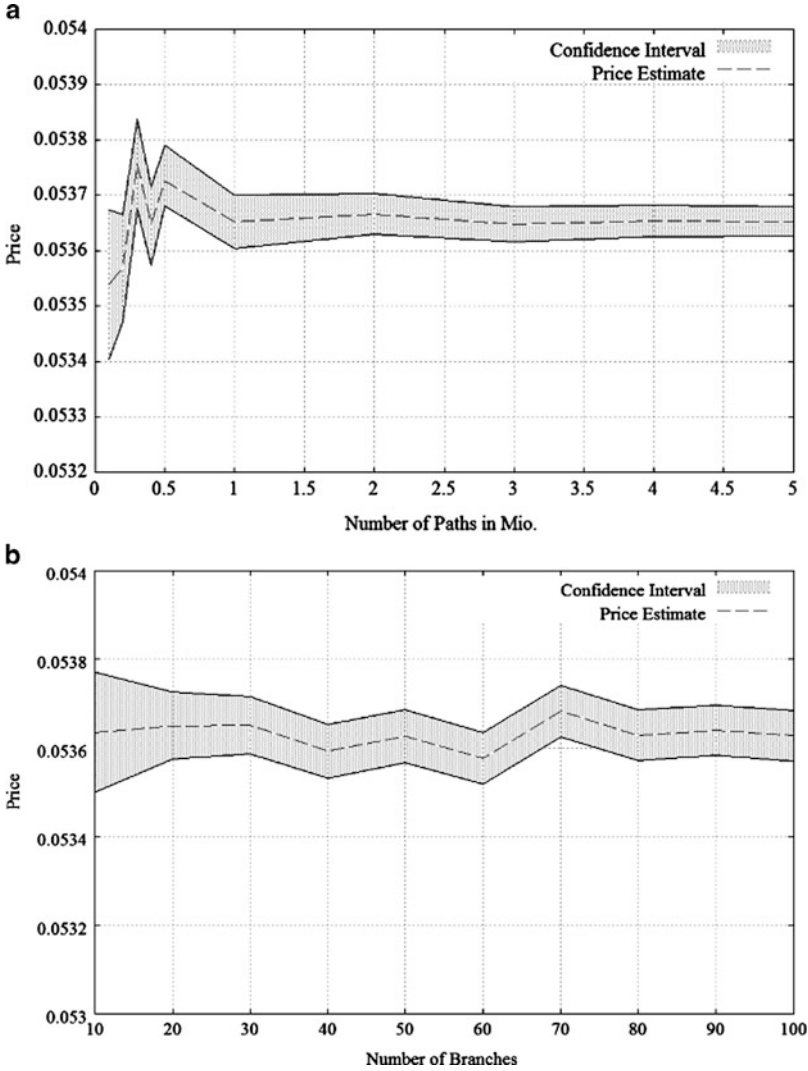 a
0.054
0.0539
0.0538
0.0537
0.0536
0.0535
0.0534
0.0533
0.0532
Price
Confidence Interval
Price Estimate
0 0.5 1 1.5 2 2.5 3 3.5 4 4.5 5
Number of Paths in Mio.
b
0.054
0.0538
0.0536
0.0534
0.0532
0.053
Price
Confidence Interval
Price Estimate
10 20 30 40 50 60 70 80 90 100
Number of Branches